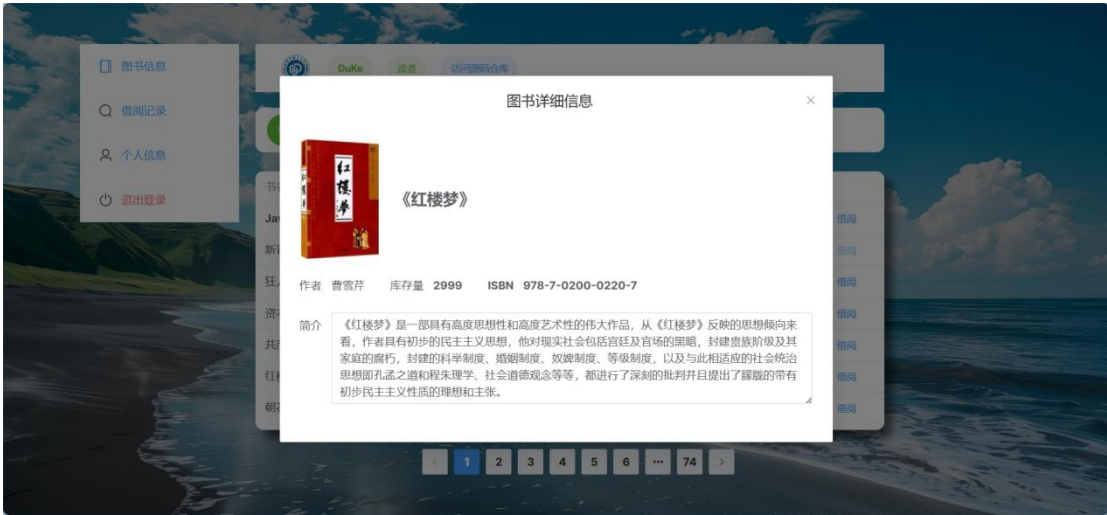 图书信息
借阅记录
个人信息
退出登录
DuKe 读者 访问源码仓库
图书详细信息
红楼梦
红楼梦
《红楼梦》
作者 曹雪芹 库存量 2999 ISBN 978-7-0200-0220-7
简介
《红楼梦》是一部具有高度思想性和高度艺术性的伟大作品，从《红楼梦》反映的思想倾向来
看，作者具有初步的民主主义思想，他对现实社会包括宫廷及官场的黑暗，封建贵族阶级及其
家庭的腐朽，封建的科举制度、婚姻制度、奴婢制度、等级制度，以及与此相适应的社会统治
思想即孔孟之道和程朱理学、社会道德观念等等，都进行了深刻的批判并且提出了朦胧的带有
初步民主主义性质的理想和主张。
书
Ja 借阅
新 借阅
狂 借阅
资 借阅
共 借阅
红 借阅
朝 借阅
< 1 2 3 4 5 6 ··· 74 >